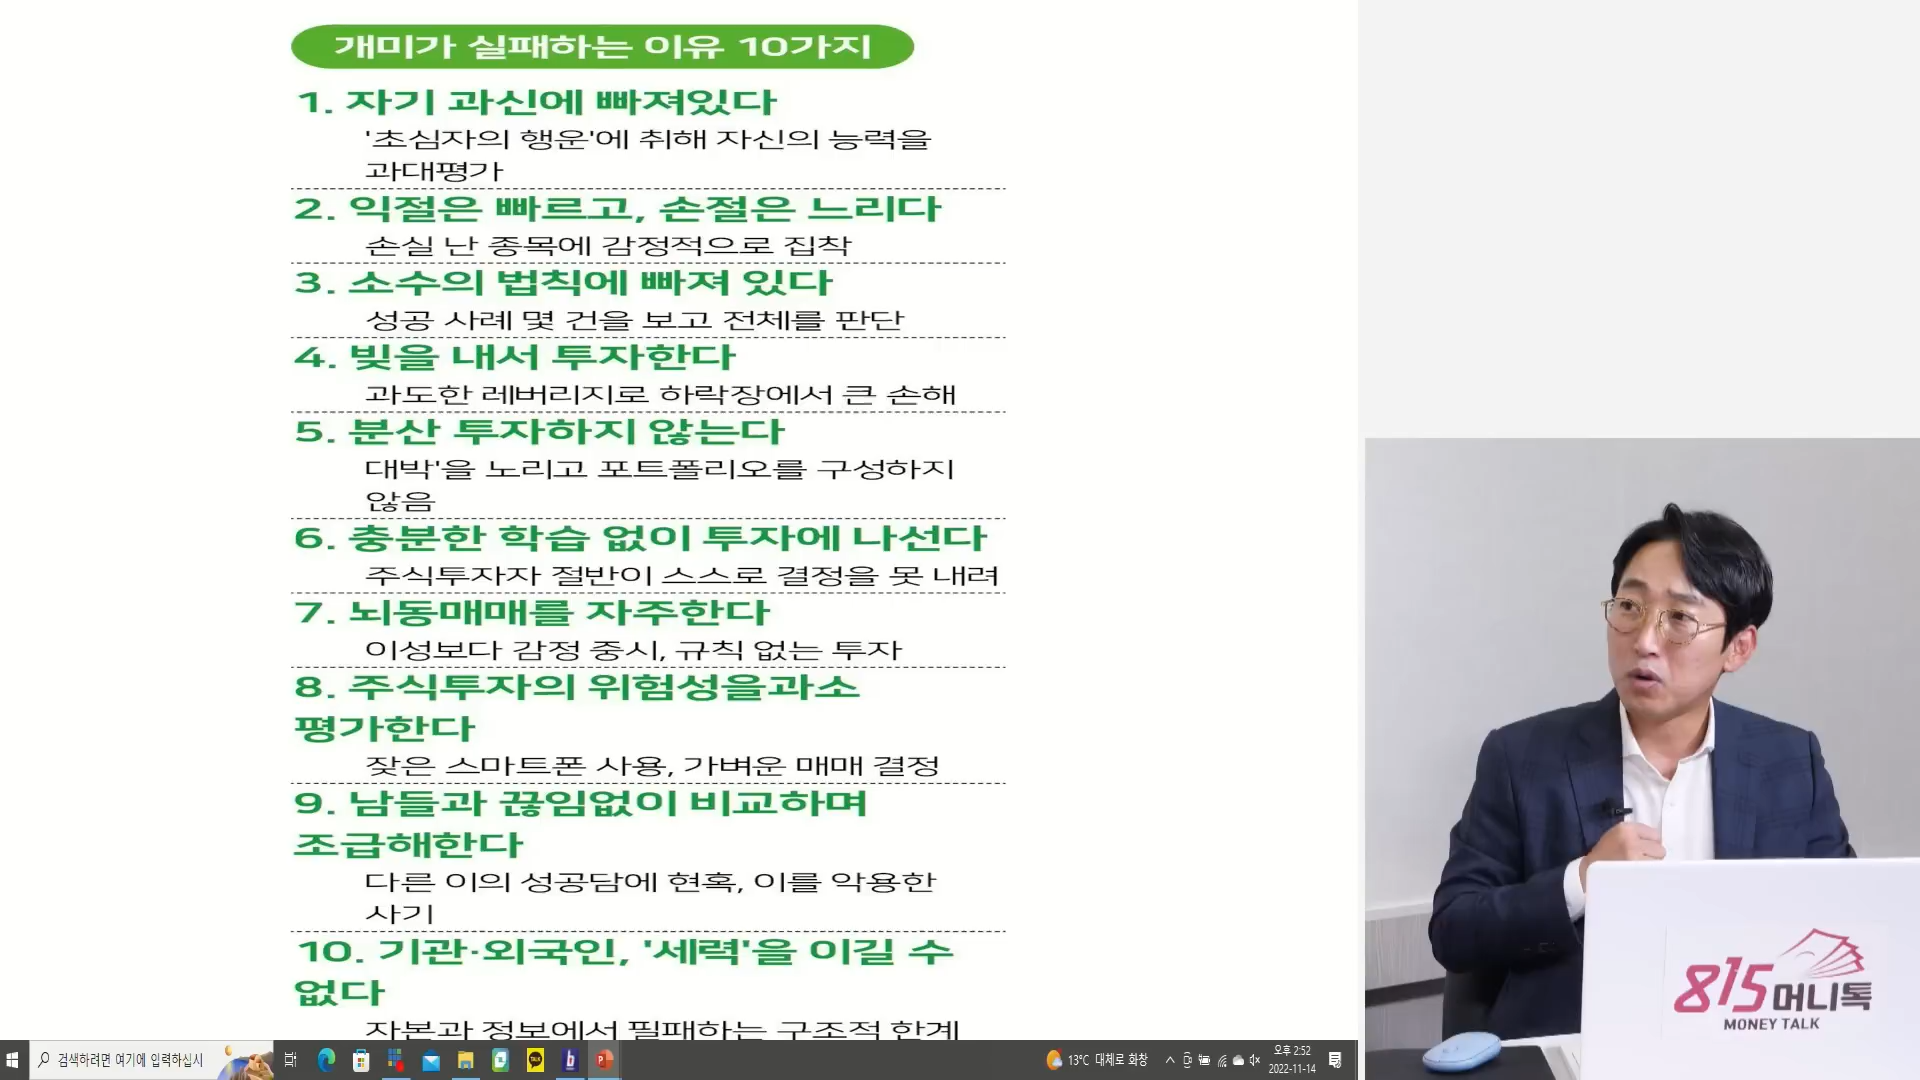 개미가 실패하는 이유 10가지
1. 자기 과신에 빠져있다
'초심자의 행운'에 취해 자신의 능력을
과대평가
2. 익절은 빠르고, 손절은 느리다
손실 난 종목에 감정적으로 집착
3. 소수의 법칙에 빠져 있다
성공 사례 몇 건을 보고 전체를 판단
4. 빚을 내서 투자한다
과도한 레버리지로 하락장에서 큰 손해
5. 분산 투자하지 않는다
대박'을 노리고 포트폴리오를 구성하지
않음
6. 충분한 학습 없이 투자에 나선다
주식투자자 절반이 스스로 결정을 못 내려
7. 뇌동매매를 자주한다
이성보다 감정 중시, 규칙 없는 투자
8. 주식투자의 위험성을과소
평가한다
잦은 스마트폰 사용, 가벼운 매매 결정
9. 남들과 끊임없이 비교하며
조급해한다
다른 이의 성공담에 현혹, 이를 악용한
사기
10. 기관·외국인, '세력'을 이길 수
없다
자본과 정보에서 필패하는 구조적 한계
815머니톡
MONEY TALK
검색하려면 여기에 입력하십시
TALK
b
P
13°C 대체로 화창
오후 2:52
2022-11-14